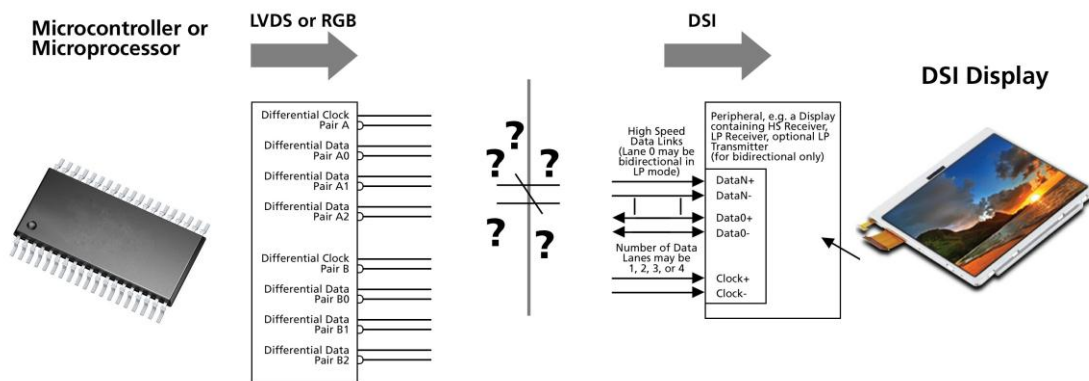 Microcontroller or
Microprocessor
LVDS or RGB
DSI
DSI Display
Differential Clock
Pair A
Differential Data
Pair A0
Differential Data
Pair A1
Differential Data
Pair A2
Differential Clock
Pair B
Differential Data
Pair B0
Differential Data
Pair B1
Differential Data
Pair B2
?
?
?
?
?
High Speed
Data Links
(Lane 0 may be
bidirectional in
LP mode)
Number of Data
Lanes may be
1, 2, 3, or 4
Peripheral, e.g. a Display
containing HS Receiver,
LP Receiver, optional LP
Transmitter
(for bidirectional only)
DataN+
DataN-
Data0+
Data0-
Clock+
Clock-